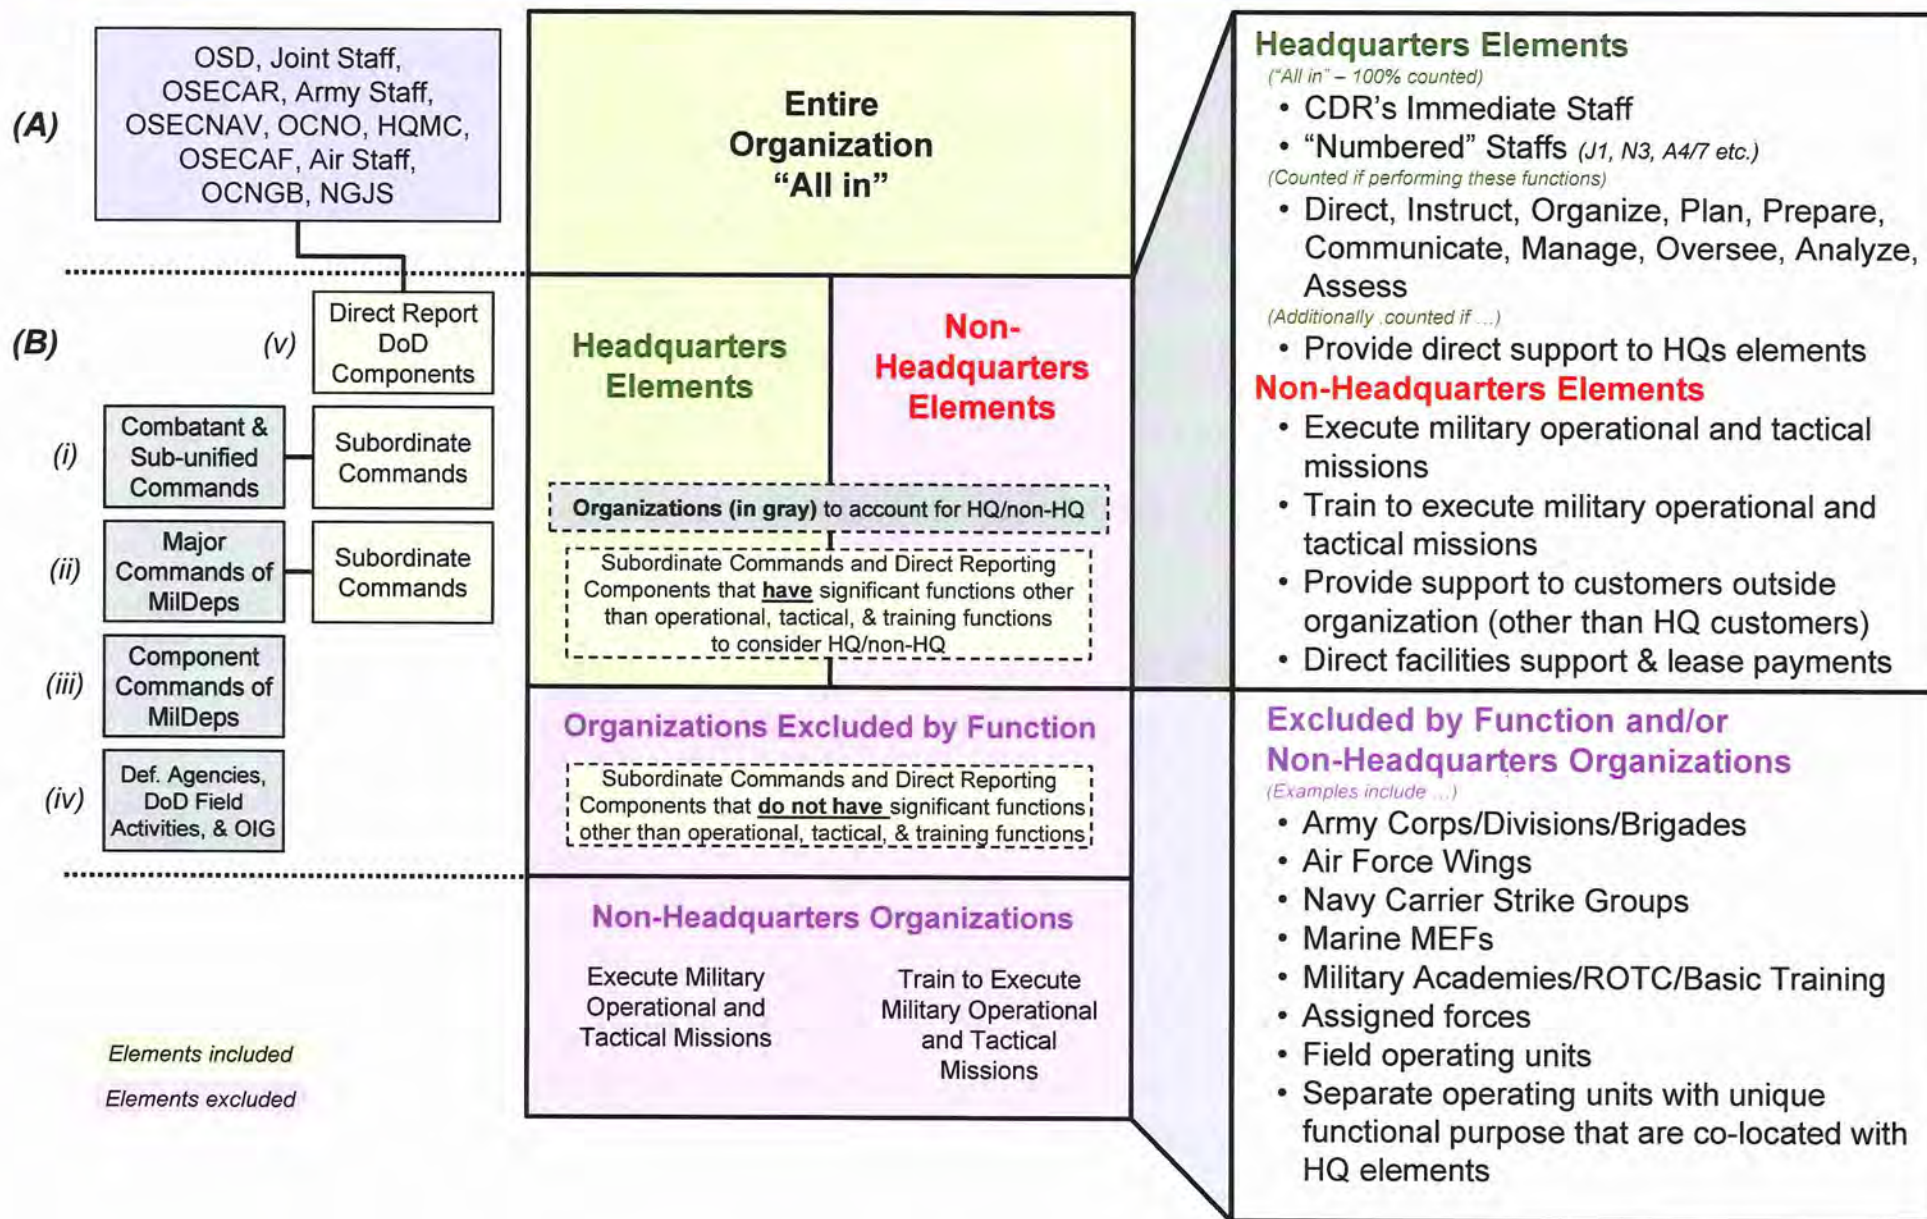 (A)
OSD, Joint Staff,
OSECAR, Army Staff,
OSECNAV, OCNO, HQMC,
OSECAF, Air Staff,
OCNGB, NGJS
(B)
(v)
Direct Report
DoD
Components
(i)
Combatant &
Sub-unified
Commands
Subordinate
Commands
(ii)
Major
Commands of
MilDeps
Subordinate
Commands
(iii)
Component
Commands of
MilDeps
(iv)
Def. Agencies,
DoD Field
Activities, & OIG
Elements included
Elements excluded
Entire
Organization
“All in”
Headquarters
Elements
Non-
Headquarters
Elements
Organizations (in gray) to account for HQ/non-HQ
Subordinate Commands and Direct Reporting
Components that have significant functions other
than operational, tactical, & training functions
to consider HQ/non-HQ
Organizations Excluded by Function
Subordinate Commands and Direct Reporting
Components that do not have significant functions
other than operational, tactical, & training functions
Non-Headquarters Organizations
Execute Military
Operational and
Tactical Missions
Train to Execute
Military Operational
and Tactical
Missions
Headquarters Elements
(“All in” – 100% counted)
• CDR’s Immediate Staff
• “Numbered” Staffs (J1, N3, A4/7 etc.)
(Counted if performing these functions)
• Direct, Instruct, Organize, Plan, Prepare,
Communicate, Manage, Oversee, Analyze,
Assess
(Additionally .counted if …)
• Provide direct support to HQs elements
Non-Headquarters Elements
• Execute military operational and tactical
missions
• Train to execute military operational and
tactical missions
• Provide support to customers outside
organization (other than HQ customers)
• Direct facilities support & lease payments
Excluded by Function and/or
Non-Headquarters Organizations
(Examples include …)
• Army Corps/Divisions/Brigades
• Air Force Wings
• Navy Carrier Strike Groups
• Marine MEFs
• Military Academies/ROTC/Basic Training
• Assigned forces
• Field operating units
• Separate operating units with unique
functional purpose that are co-located with
HQ elements